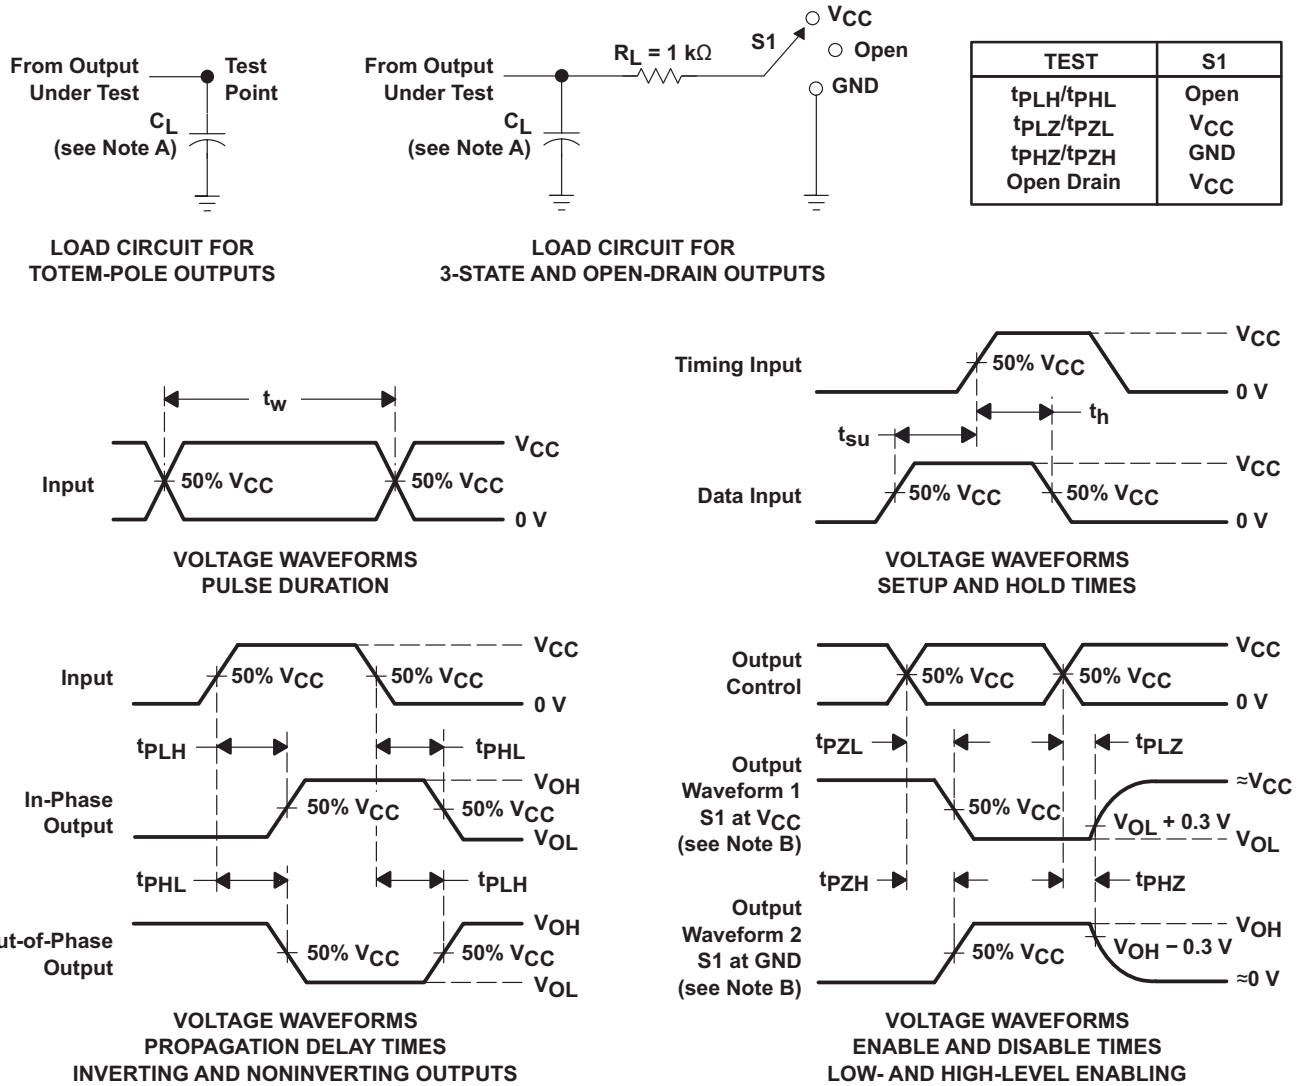 From Output
Under Test
Test
Point
CL
(see Note A)
LOAD CIRCUIT FOR
TOTEM-POLE OUTPUTS
From Output
Under Test
RL = 1 kΩ
S1
VCC
Open
GND
CL
(see Note A)
LOAD CIRCUIT FOR
3-STATE AND OPEN-DRAIN OUTPUTS
TEST S1
tPLH/tPHL Open
tPLZ/tPZL VCC
tPHZ/tPZH GND
Open Drain VCC
tw
Input
VCC
50% VCC
50% VCC
0 V
VOLTAGE WAVEFORMS
PULSE DURATION
Timing Input
VCC
50% VCC
0 V
th
tsu
Data Input
VCC
50% VCC
50% VCC
0 V
VOLTAGE WAVEFORMS
SETUP AND HOLD TIMES
Input
VCC
50% VCC
50% VCC
0 V
tPLH
tPHL
In-Phase
Output
VOH
50% VCC
50% VCC
VOL
tPHL
tPLH
ut-of-Phase
Output
VOH
50% VCC
50% VCC
VOL
VOLTAGE WAVEFORMS
PROPAGATION DELAY TIMES
INVERTING AND NONINVERTING OUTPUTS
Output
Control
VCC
50% VCC
50% VCC
0 V
tPZL
tPLZ
Output
Waveform 1
S1 at VCC
(see Note B)
≈VCC
50% VCC
VOL + 0.3 V
VOL
tPZH
tPHZ
Output
Waveform 2
S1 at GND
(see Note B)
VOH
50% VCC
VOH − 0.3 V
≈0 V
VOLTAGE WAVEFORMS
ENABLE AND DISABLE TIMES
LOW- AND HIGH-LEVEL ENABLING